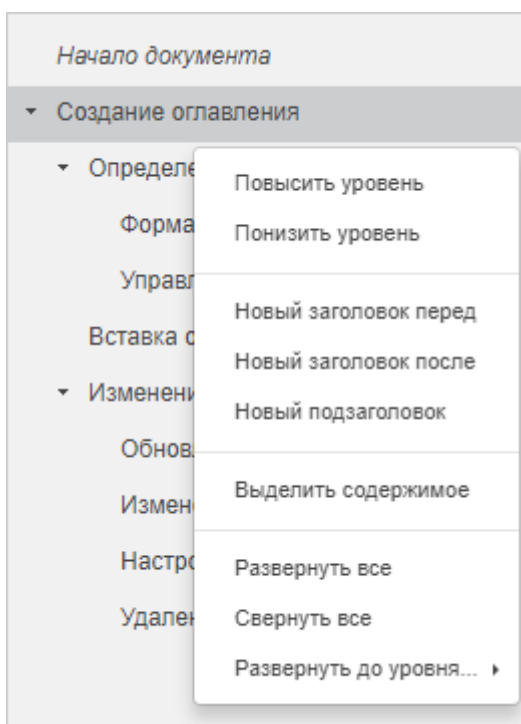 Начало документа
Создание оглавления
Повысить уровень
Понизить уровень
Новый заголовок перед
Вставка
Новый заголовок после
Новый подзаголовок
Выделить содержимое
Развернуть все
Свернуть все
Развернуть до уровня...